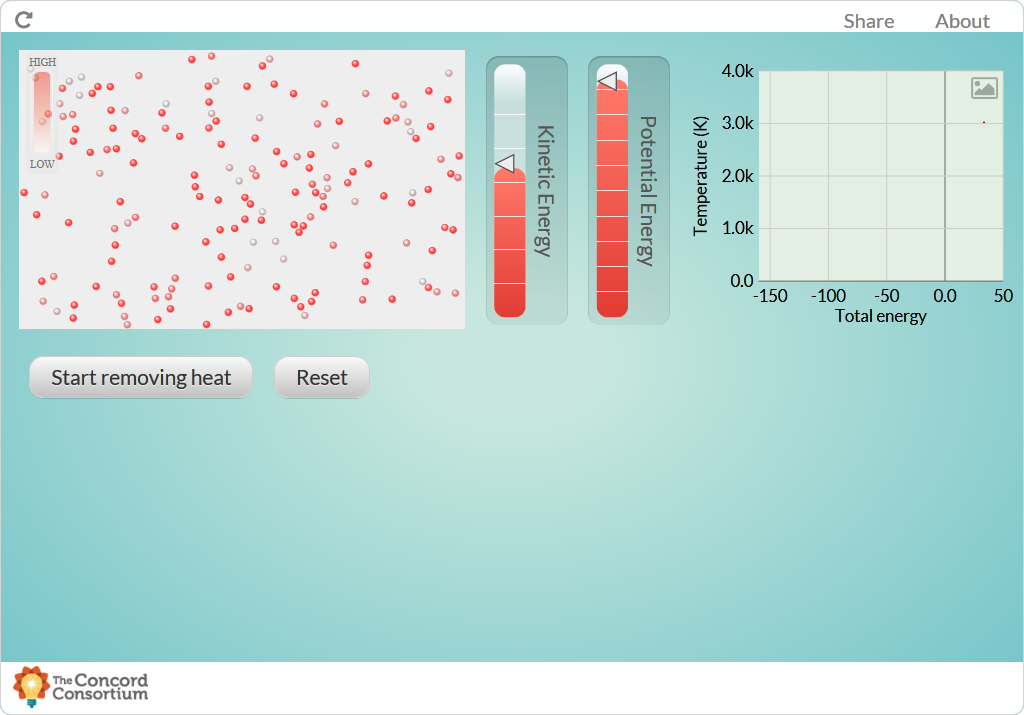 Share About
HIGH
LOW
Kinetic Energy
Potential Energy
Temperature (K)
4.0k
3.0k
2.0k
1.0k
0.0
-150 -100 -50 0.0 50
Total energy
Start removing heat Reset
The Concord
Consortium